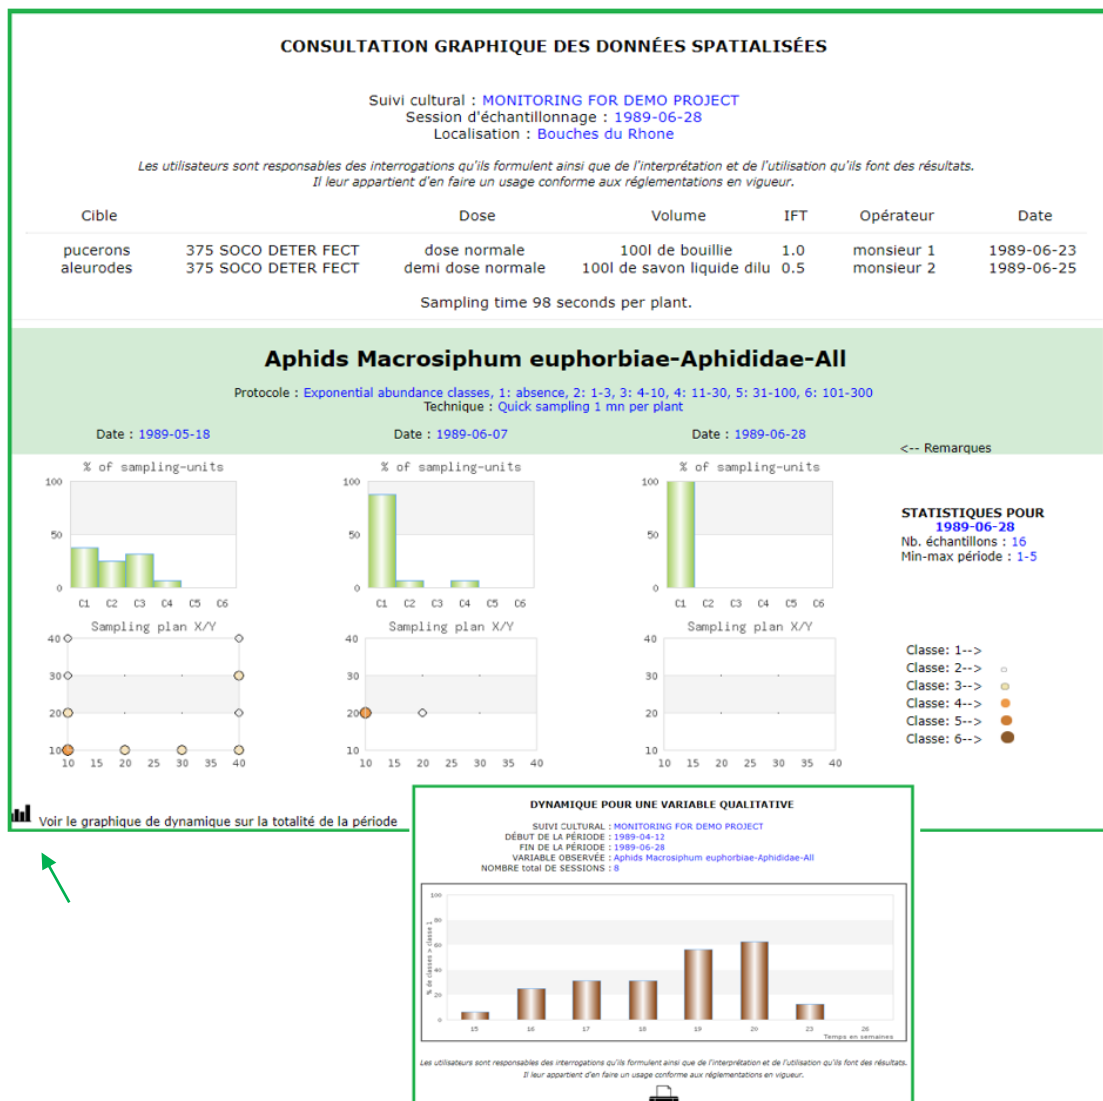 CONSULTATION GRAPHIQUE DES DONNÉES SPATIALISÉES
Suivi cultural : MONITORING FOR DEMO PROJECT
Session d'échantillonnage : 1989-06-28
Localisation : Bouches du Rhone
Les utilisateurs sont responsables des interrogations qu'ils formulent ainsi que de l'interprétation et de l'utilisation qu'ils font des résultats.
Il leur appartient d'en faire un usage conforme aux réglementations en vigueur.
Cible Dose Volume IFT Opérateur Date
pucerons 375 SOCO DETER FECT dose normale 100l de bouillie 1.0 monsieur 1 1989-06-23
aleurodes 375 SOCO DETER FECT demi dose normale 100l de savon liquide dilu 0.5 monsieur 2 1989-06-25
Sampling time 98 seconds per plant.
Aphids Macrosiphum euphorbiae-Aphididae-All
Protocole : Exponential abundance classes, 1: absence, 2: 1-3, 3: 4-10, 4: 11-30, 5: 31-100, 6: 101-300
Technique : Quick sampling 1 mn per plant
Date : 1989-05-18 Date : 1989-06-07 Date : 1989-06-28
<-- Remarques
% of sampling-units % of sampling-units % of sampling-units
100 100 100
50 50 50
0 0 0
C1 C2 C3 C4 C5 C6 C1 C2 C3 C4 C5 C6 C1 C2 C3 C4 C5 C6
STATISTIQUES POUR
1989-06-28
Nb. échantillons : 16
Min-max période : 1-5
Sampling plan X/Y Sampling plan X/Y Sampling plan X/Y
40 40 40
30 30 30
20 20 20
10 10 10
10 15 20 25 30 35 40 10 15 20 25 30 35 40 10 15 20 25 30 35 40
Classe: 1-->
Classe: 2-->
Classe: 3-->
Classe: 4-->
Classe: 5-->
Classe: 6-->
Voir le graphique de dynamique sur la totalité de la période
DYNAMIQUE POUR UNE VARIABLE QUALITATIVE
SUIVI CULTURAL : MONITORING FOR DEMO PROJECT
DÉBUT DE LA PÉRIODE : 1989-04-12
FIN DE LA PÉRIODE : 1989-06-28
VARIABLE OBSERVÉE : Aphids Macrosiphum euphorbiae-Aphididae-All
NOMBRE total DE SESSIONS : 8
% de classes > classe 1
100
80
60
40
20
0
15 16 17 18 19 20 23 26
Temps en semaines
Les utilisateurs sont responsables des interrogations qu'ils formulent ainsi que de l'interprétation et de l'utilisation qu'ils font des résultats.
Il leur appartient d'en faire un usage conforme aux réglementations en vigueur.